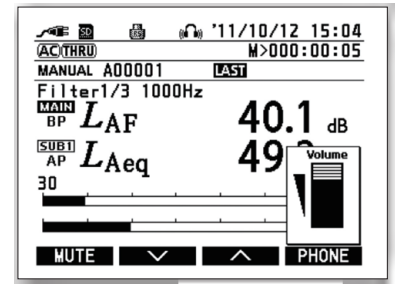 SD '11/10/12 15:04
AC THRU M>000:00:05
MANUAL A00001 LAST
Filter1/3 1000Hz
MAIN BP LAF 40.1 dB
SUB1 AP LAeq 49
Volume
30
MUTE PHONE